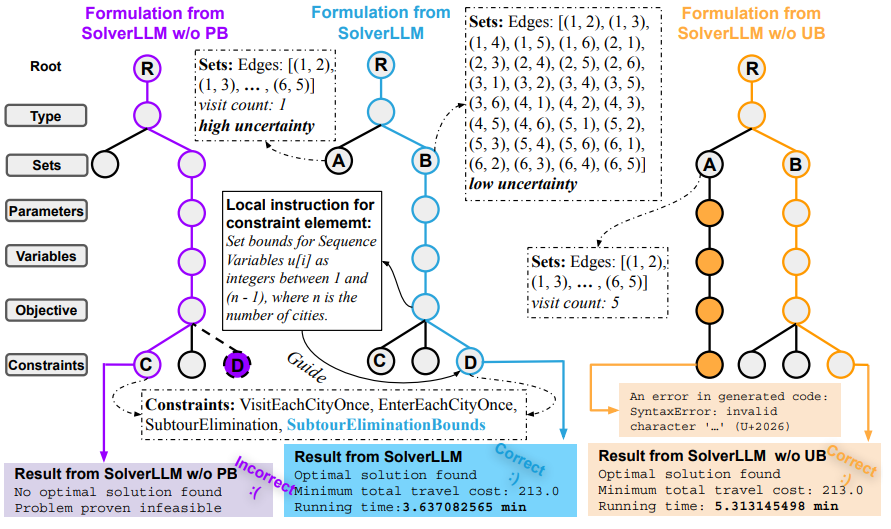 Formulation from
SolverLLM w/o PB
Formulation from
SolverLLM
Formulation from
SolverLLM w/o UB
Root
Type
Sets
Parameters
Variables
Objective
Constraints
R
C
D
Sets: Edges: [(1, 2),
(1, 3), … , (6, 5)]
visit count: 1
high uncertainty
R
A
B
C
D
Sets: Edges: [(1, 2), (1, 3),
(1, 4), (1, 5), (1, 6), (2, 1),
(2, 3), (2, 4), (2, 5), (2, 6),
(3, 1), (3, 2), (3, 4), (3, 5),
(3, 6), (4, 1), (4, 2), (4, 3),
(4, 5), (4, 6), (5, 1), (5, 2),
(5, 3), (5, 4), (5, 6), (6, 1),
(6, 2), (6, 3), (6, 4), (6, 5)]
low uncertainty
Local instruction for
constraint elememt:
Set bounds for Sequence
Variables u[i] as
integers between 1 and
(n - 1), where n is the
number of cities.
Guide
R
A
B
Sets: Edges: [(1, 2),
(1, 3), … , (6, 5)]
visit count: 5
Constraints: VisitEachCityOnce, EnterEachCityOnce,
SubtourElimination, SubtourEliminationBounds
An error in generated code:
SyntaxError: invalid
character '…' (U+2026)
Result from SolverLLM w/o PB
No optimal solution found
Problem proven infeasible
Incorrect
:(
Result from SolverLLM
Optimal solution found
Minimum total travel cost: 213.0
Running time:3.637082565 min
Correct
:)
Result from SolverLLM w/o UB
Optimal solution found
Minimum total travel cost: 213.0
Running time: 5.313145498 min
Correct
:)